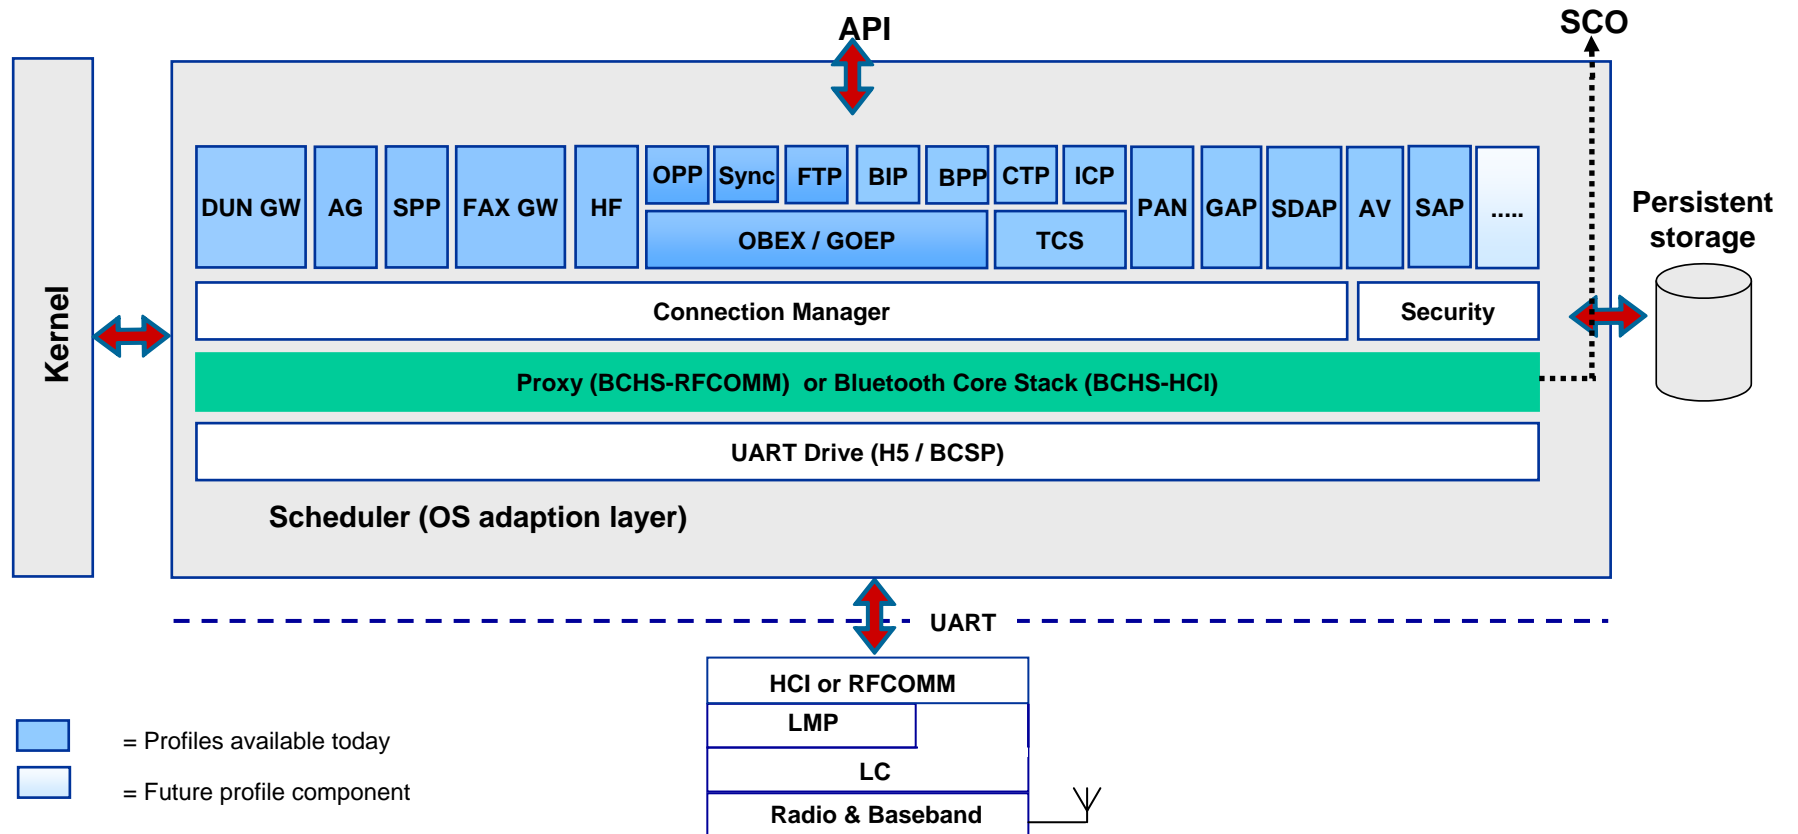 API
SCO
OPP Sync FTP BIP BPP CTP ICP
DUN GW AG SPP FAX GW HF PAN GAP SDAP AV SAP .....
OBEX / GOEP TCS
Persistent
storage
Connection Manager Security
Kernel
Proxy (BCHS-RFCOMM) or Bluetooth Core Stack (BCHS-HCI)
UART Drive (H5 / BCSP)
Scheduler (OS adaption layer)
UART
HCI or RFCOMM
LMP
LC
Radio & Baseband
= Profiles available today
= Future profile component